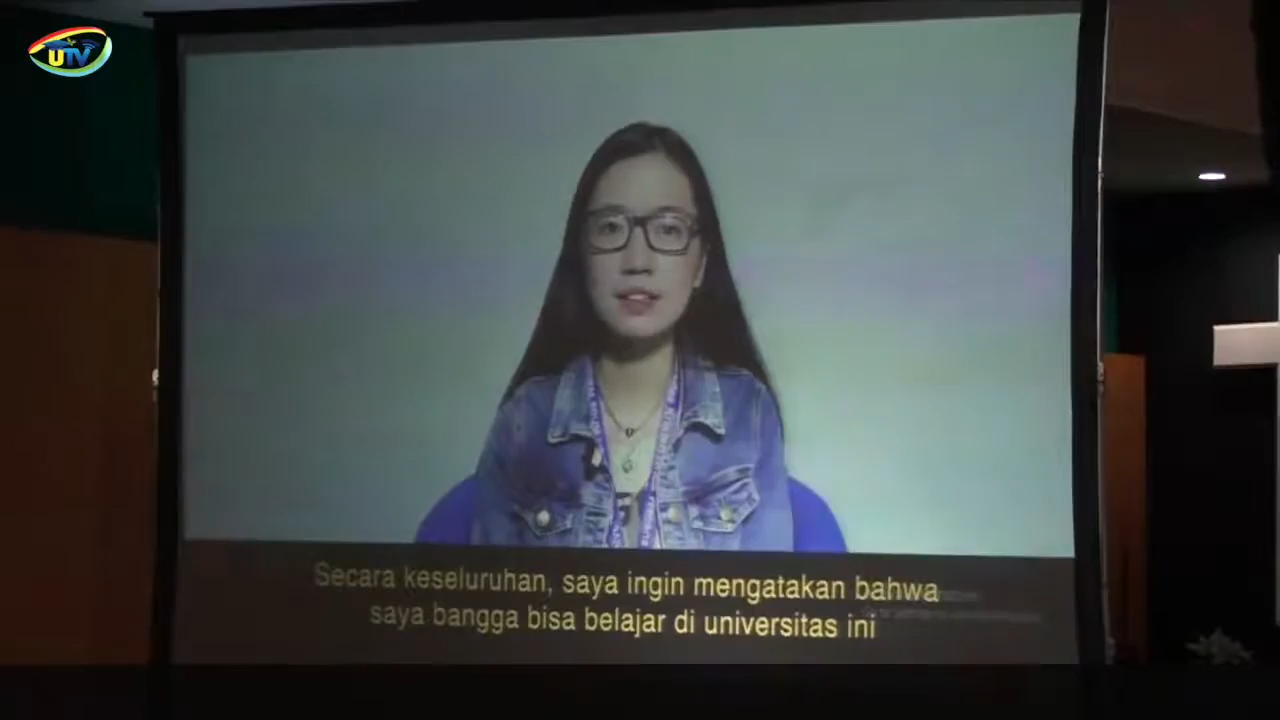 UTV
Secara keseluruhan, saya ingin mengatakan bahwa
saya bangga bisa belajar di universitas ini